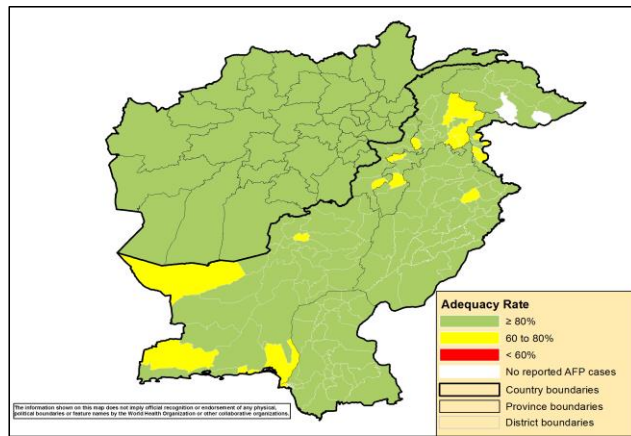 Adequacy Rate
≥ 80%
60 to 80%
< 60%
No reported AFP cases
Country boundaries
Province boundaries
District boundaries
The information shown on this map does not imply official recognition or endorsement of any physical,
political boundaries or feature names by the World Health Organization or other collaborative organizations.